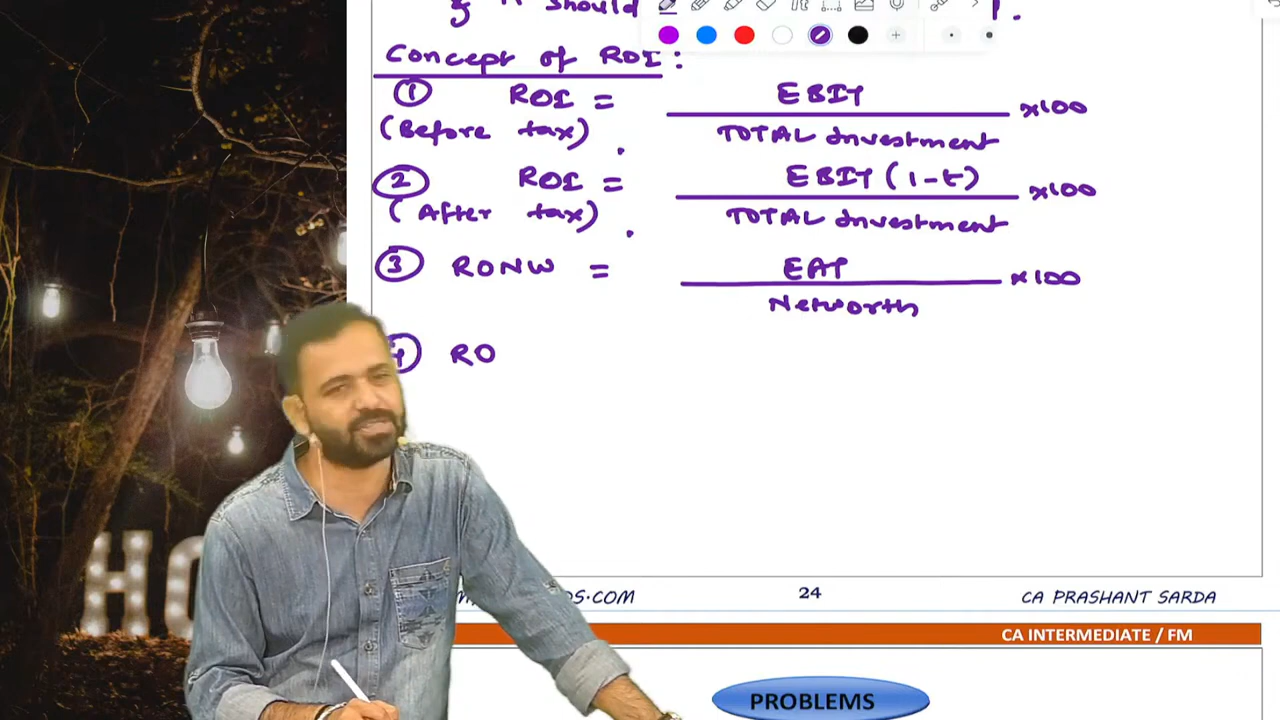 should
Concept of ROI :
① ROI = EBIT / TOTAL Investment ×100
(Before tax) .
② ROI = EBIT (1-t) / TOTAL Investment ×100
(After tax) .
③ RONW = EAT / Networth ×100
④ RO
S.COM 24 CA PRASHANT SARDA
CA INTERMEDIATE / FM
PROBLEMS